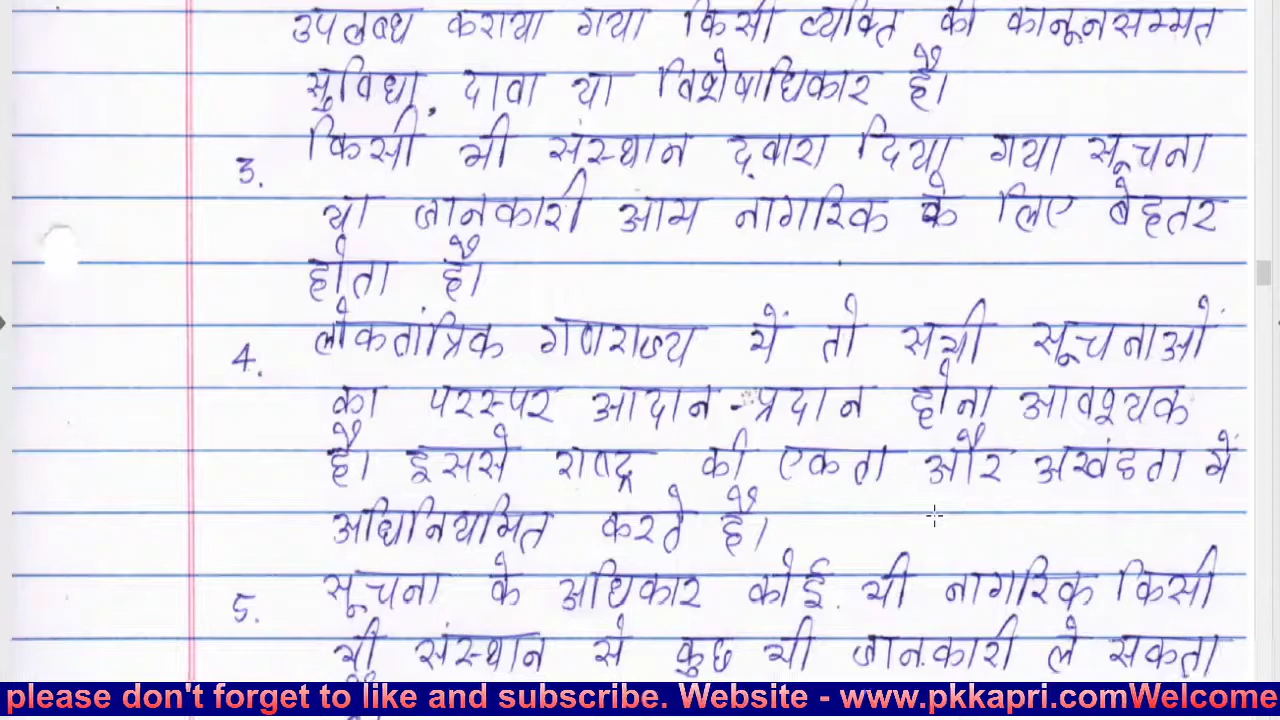 उपलब्ध कराया गया किसी व्यक्ति की कानूनसम्मत
सुविधा, दावा या विशेषाधिकार है।
3. किसी भी संस्थान द्वारा दिया गया सूचना
या जानकारी आम नागरिक के लिए बेहतर
होता है।
4. लोकतांत्रिक गणराज्य में तो सभी सूचनाओं
का परस्पर आदान-प्रदान होना आवश्यक
है। इससे राष्ट्र की एकता और अखंडता में
अधिनियमित करते है।
5. सूचना के अधिकार कोई भी नागरिक किसी
भी संस्थान से कुछ भी जानकारी ले सकता
please don't forget to like and subscribe. Website - www.pkkapri.comWelcome